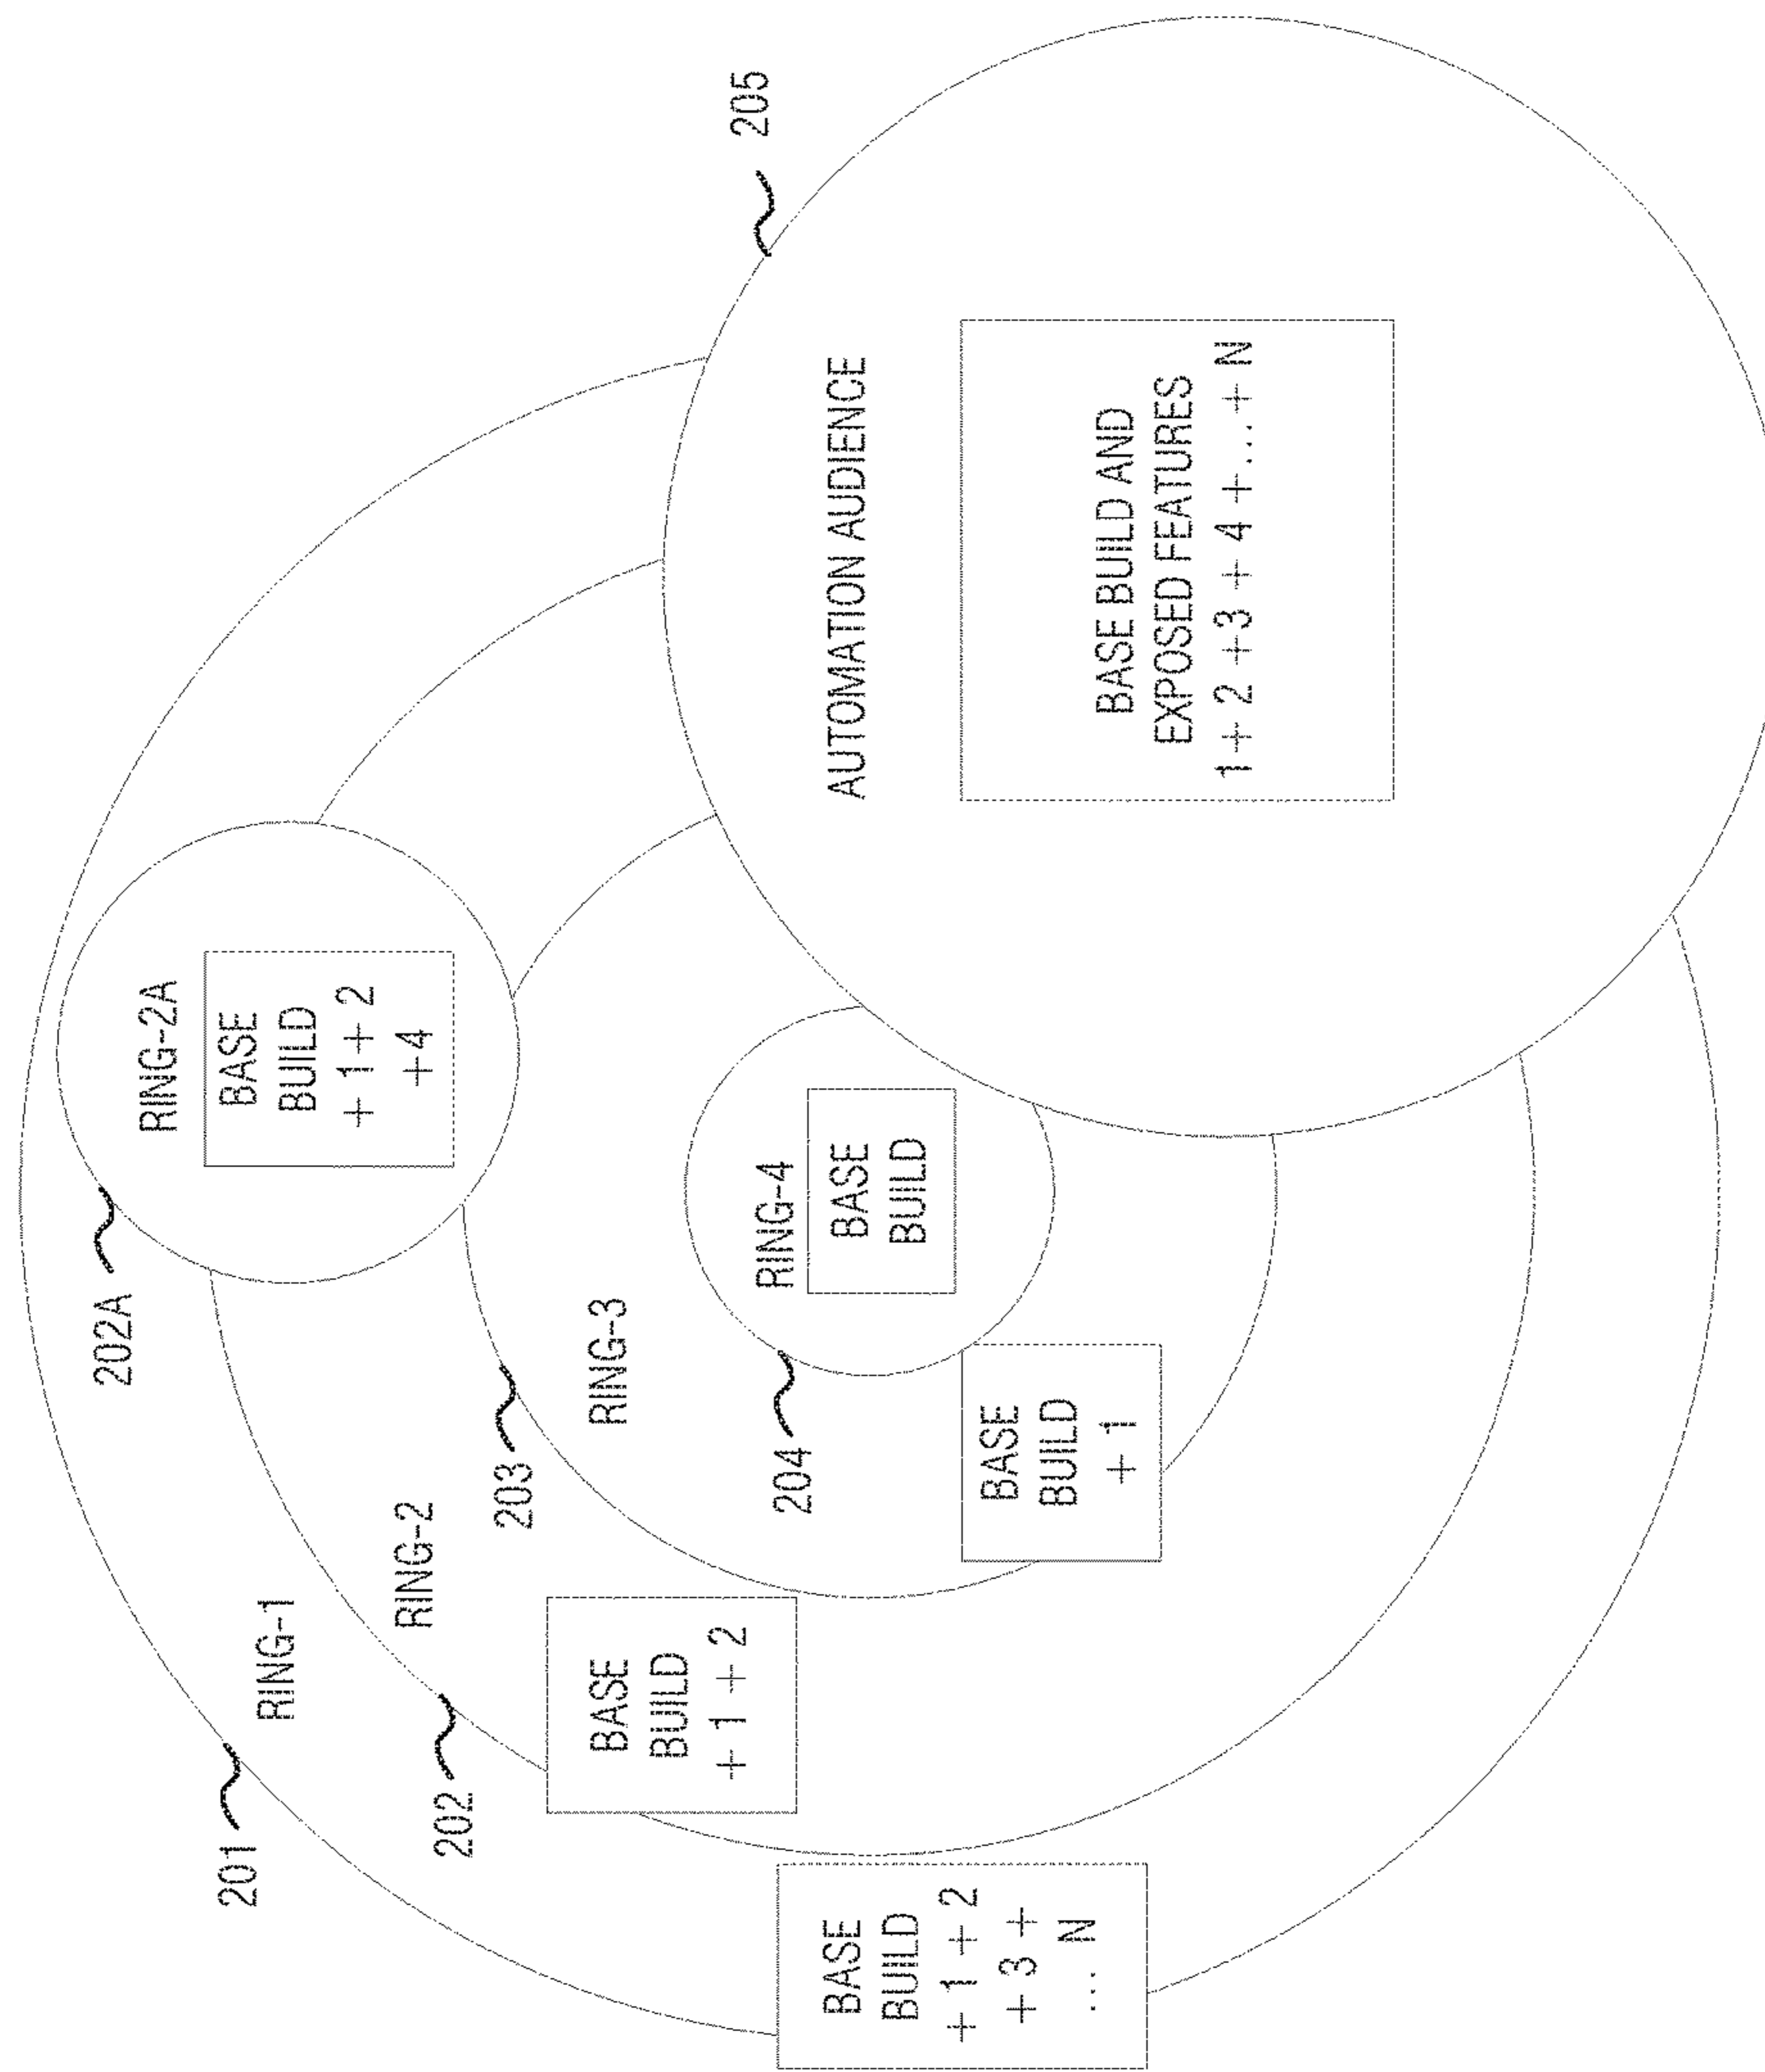 202A
RING-2A
BASE
BUILD
+ 1 + 2
+4
201
RING-1
202
RING-2
203
RING-3
BASE
BUILD
+ 1 + 2
204
RING-4
BASE
BUILD
205
AUTOMATION AUDIENCE
BASE BUILD AND
EXPOSED FEATURES
1 + 2 +3 + 4 +...+ N
BASE
BUILD
+ 1 + 2
+ 3 +
... N
BASE
BUILD
+ 1